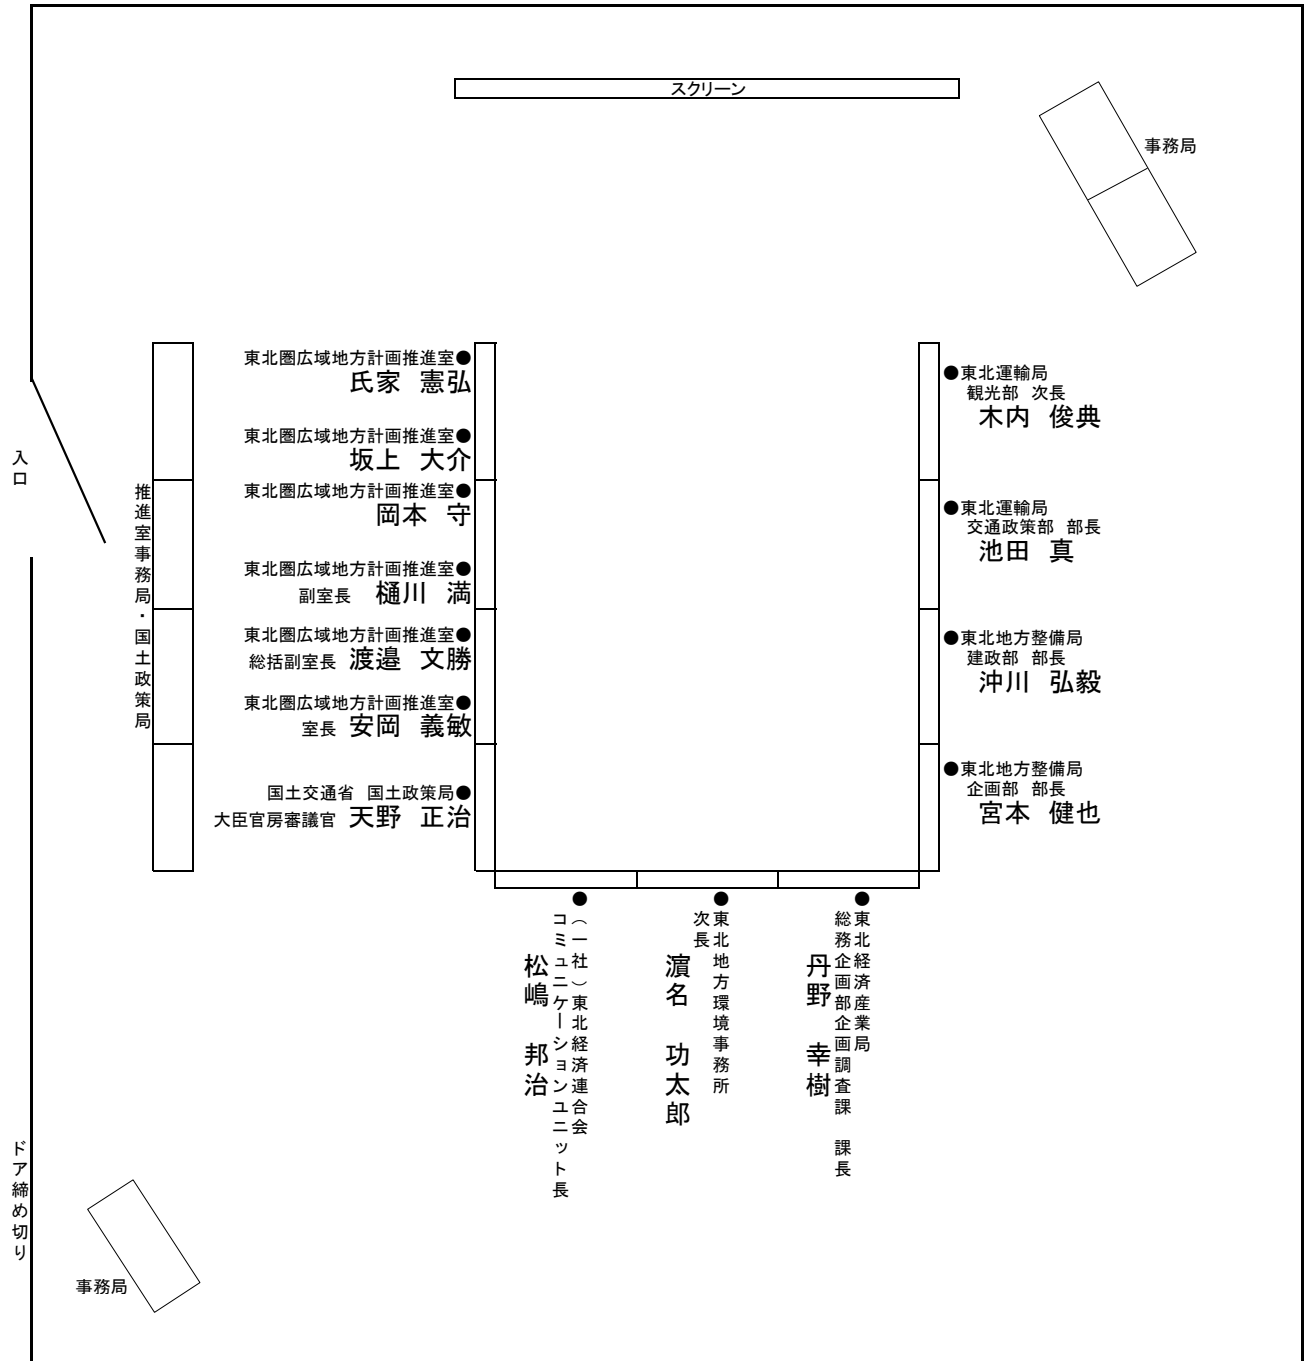 スクリーン
事務局
入口
推進室事務局・国土政策局
東北圏広域地方計画推進室●
氏家　憲弘
東北圏広域地方計画推進室●
坂上　大介
東北圏広域地方計画推進室●
岡本　守
東北圏広域地方計画推進室●
副室長　樋川　満
東北圏広域地方計画推進室●
総括副室長　渡邉　文勝
東北圏広域地方計画推進室●
室長　安岡　義敏
国土交通省　国土政策局●
大臣官房審議官　天野　正治
●東北運輸局
観光部　次長
木内　俊典
●東北運輸局
交通政策部　部長
池田　真
●東北地方整備局
建政部　部長
沖川　弘毅
●東北地方整備局
企画部　部長
宮本　健也
●東北経済産業局
総務企画部企画調査課　課長
丹野　幸樹
●東北地方環境事務所
次長
濵名　功太郎
●（一社）東北経済連合会
コミュニケーションユニット長
松嶋　邦治
ドア締め切り
事務局